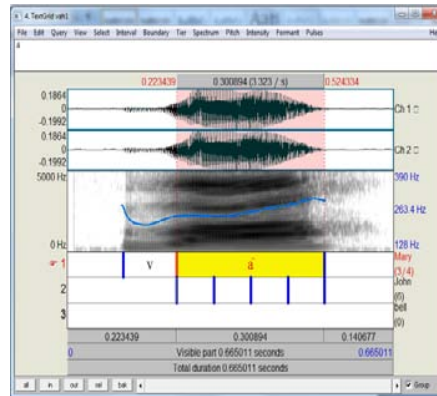 4. TextGrid vah1
File Edit Query View Select Interval Boundary Tier Spectrum Pitch Intensity Formant Pulses
a
0.223439 0.300894 (3.323 / s) 0.524334
0.1864
0
-0.1992
Ch 1
0.1864
0
-0.1992
Ch 2
5000 Hz 390 Hz
263.4 Hz
0 Hz 128 Hz
1 v Mary
(3/4)
2 John
(6)
3 bell
(0)
0.223439 0.300894 0.140677
0 Visible part 0.665011 seconds 0.665011
Total duration 0.665011 seconds
all in out sel bak Group